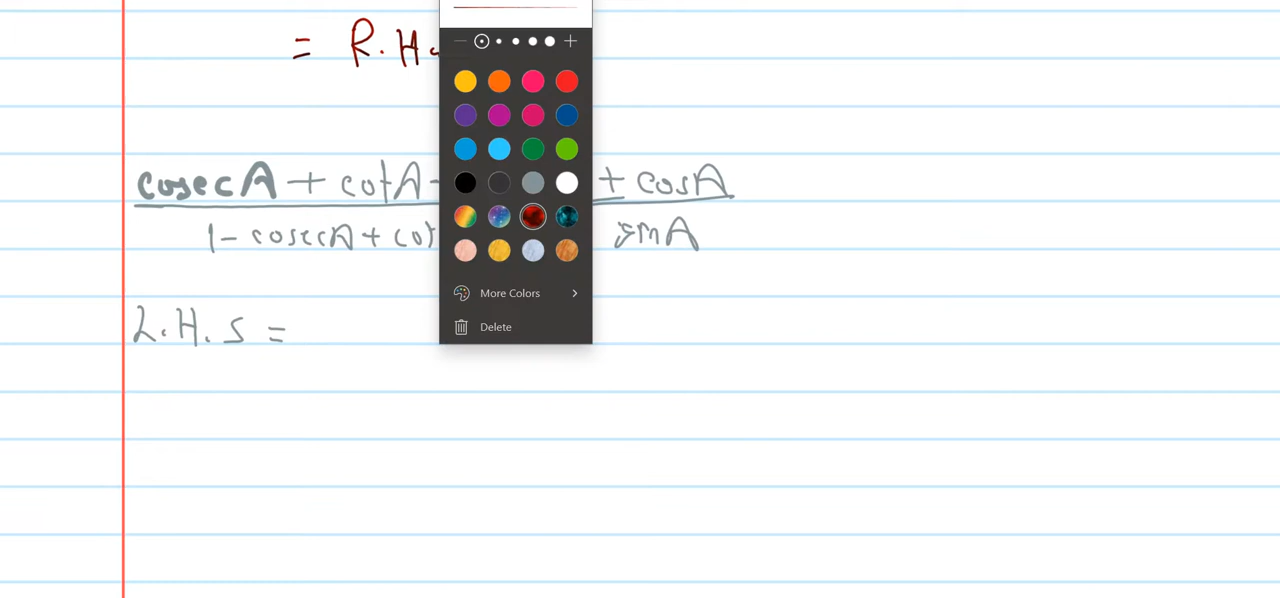 = R.H.
cosecA + cotA - + cosA
1 - cosecA + cot sinA
L.H.S =
More Colors
Delete